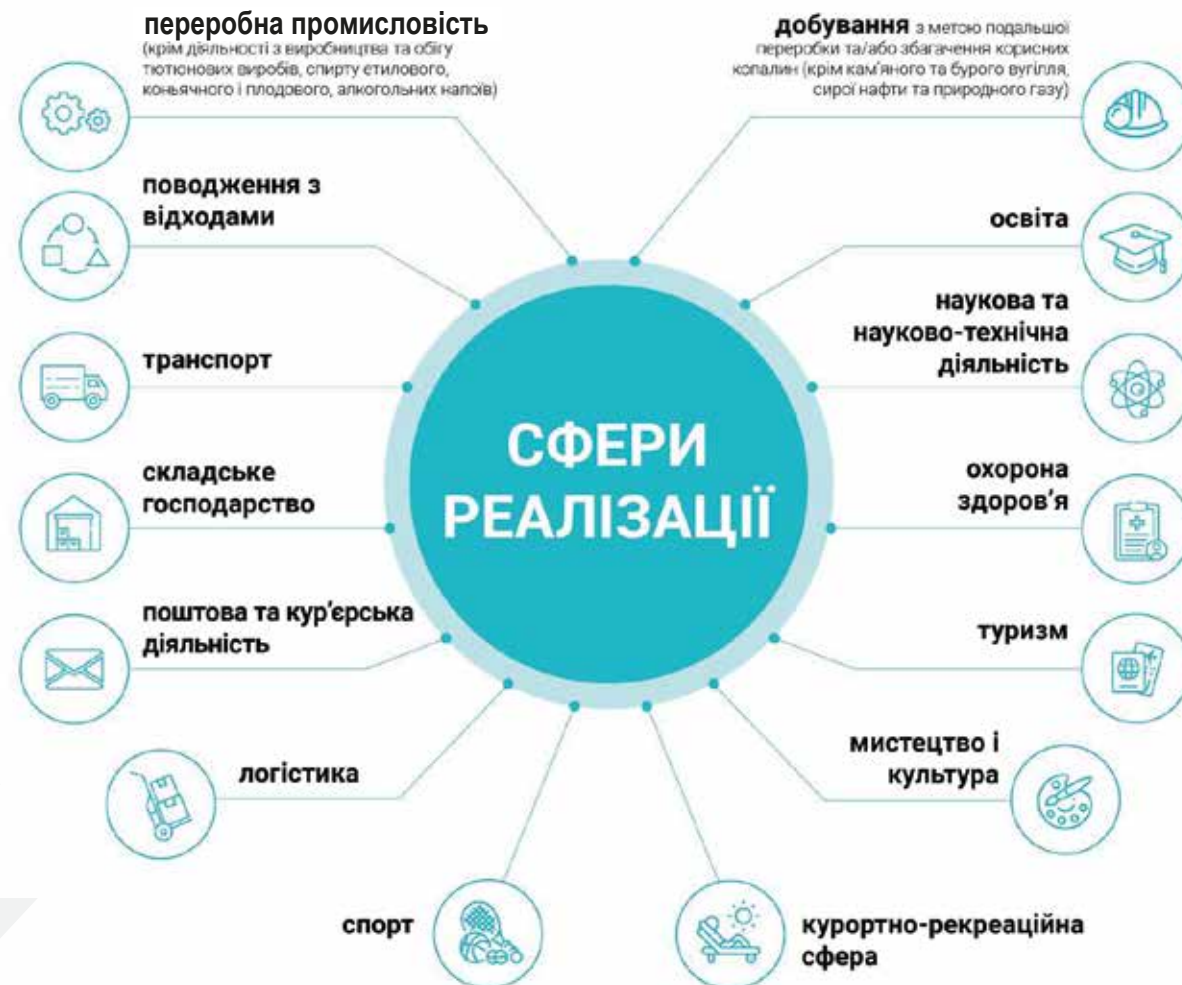 переробна промисловість
(крім діяльності з виробництва та обігу
тютюнових виробів, спирту етилового,
коньячного і плодового, алкогольних напоїв)
поводження з
відходами
транспорт
складське
господарство
поштова та кур’єрська
діяльність
логістика
спорт
СФЕРИ
РЕАЛІЗАЦІЇ
добування з метою подальшої
переробки та/або збагачення корисних
копалин (крім кам’яного та бурого вугілля,
сирої нафти та природного газу)
освіта
наукова та
науково-технічна
діяльність
охорона
здоров’я
туризм
мистецтво і
культура
курортно-рекреаційна
сфера